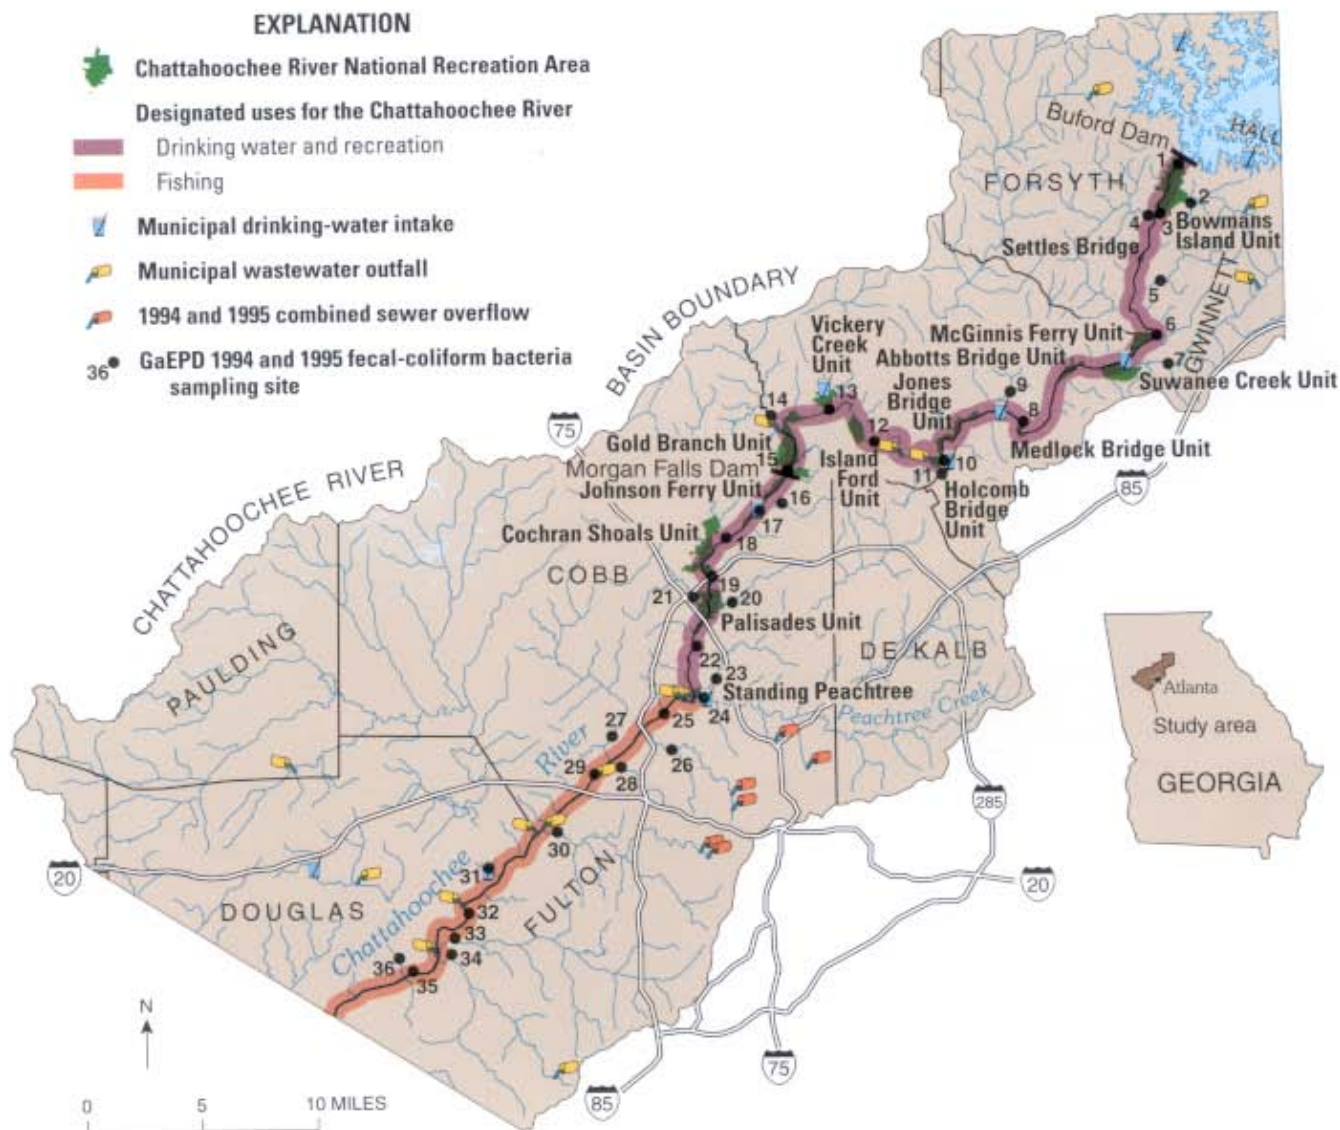 EXPLANATION
Chattahoochee River National Recreation Area
Designated uses for the Chattahoochee River
Drinking water and recreation
Fishing
Municipal drinking-water intake
Municipal wastewater outfall
1994 and 1995 combined sewer overflow
36
GaEPD 1994 and 1995 fecal-coliform bacteria
sampling site
Buford Dam
HALL
1
FORSYTH
2
4
3
Bowmans
Island Unit
Settles Bridge
5
GWINNETT
BASIN BOUNDARY
Vickery
Creek
Unit
McGinnis Ferry Unit
6
Abbotts Bridge Unit
7
Suwanee Creek Unit
Jones
Bridge
Unit
9
8
14
13
12
75
Gold Branch Unit
Medlock Bridge Unit
15
Morgan Falls Dam
Island
Ford
Unit
10
11
Holcomb
Bridge
Unit
85
Johnson Ferry Unit
16
17
CHATTAHOOCHEE RIVER
Cochran Shoals Unit
18
COBB
19
21
20
Palisades Unit
PAULDING
22
DE KALB
23
Standing Peachtree
24
Peachtree Creek
25
27
River
26
29
28
Atlanta
Study area
GEORGIA
285
30
20
31
20
DOUGLAS
FULTON
Chattahoochee
32
33
34
36
35
N
75
85
0 5 10 MILES